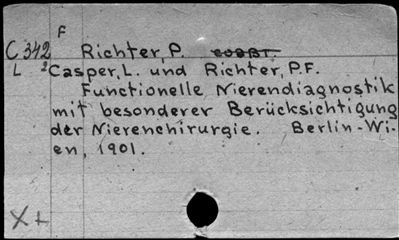 F
C 342 Richter, P.
L 2 Casper, L. und Richter, P.F.
Functionelle Nierendiagnostik
mit besonderer Berücksichtigung
der Nierenchirurgie. Berlin-Wi-
en, 1901.
X +